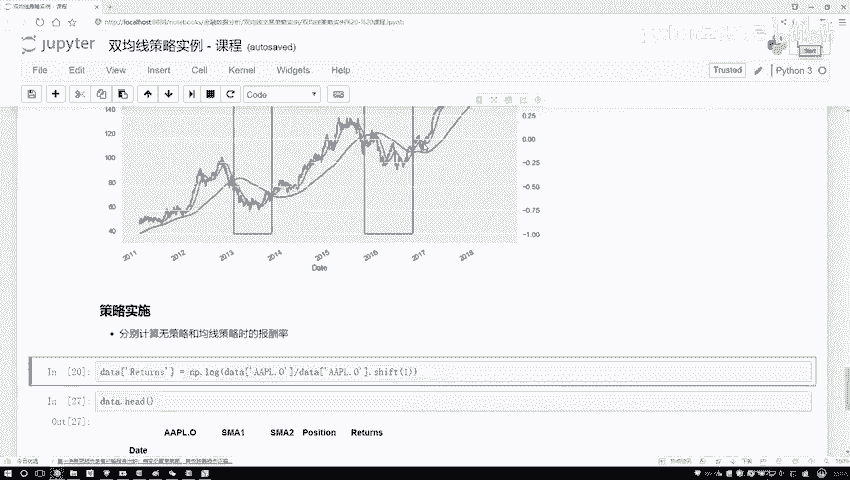 双均线策略实例 - 课程
jupyter 双均线策略实例 - 课程 (autosaved)
File Edit View Insert Cell Kernel Widgets Help
Trusted Python 3
Code
140
120
100
80
60
40
0.25
0.00
-0.25
-0.50
-0.75
-1.00
2011 2012 2013 2014 2015 2016 2017 2018
Date
策略实施
分别计算无策略和均线策略时的报酬率
In [20]: data['Returns'] = np.log(data['AAPL.O']/data['AAPL.O'].shift(1))
In [27]: data.head()
Out[27]:
AAPL.O SMA1 SMA2 Position Returns
Date